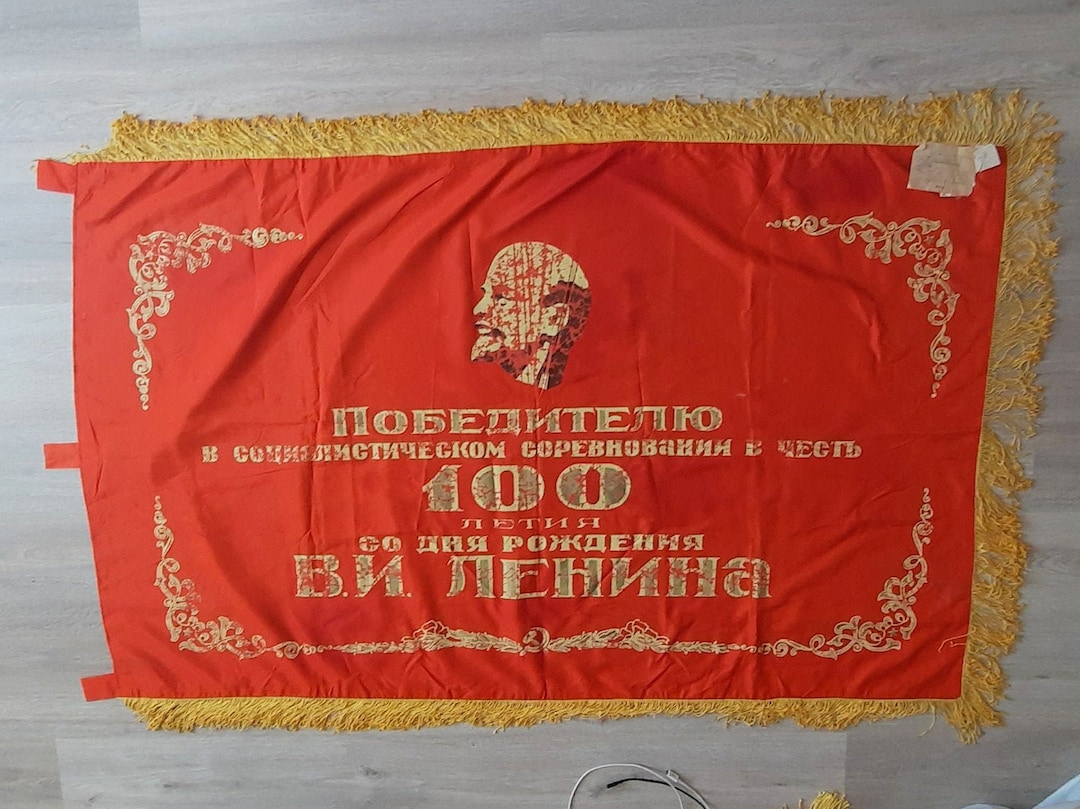 Победителю
в социалистическом соревновании в честь
100
летия
со дня рождения
В.И. Ленина